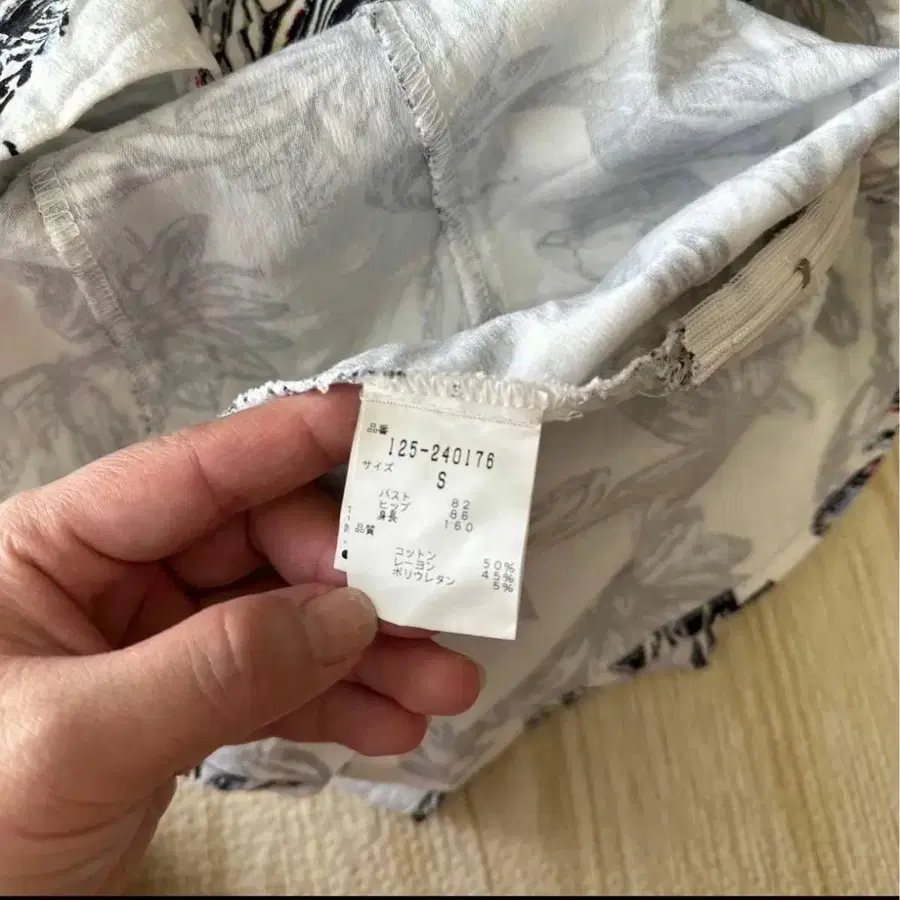 品番
125-240176
サイズ
S
バスト 82
ヒップ 86
身長 160
品質
コットン 50%
レーヨン 45%
ポリウレタン 5%